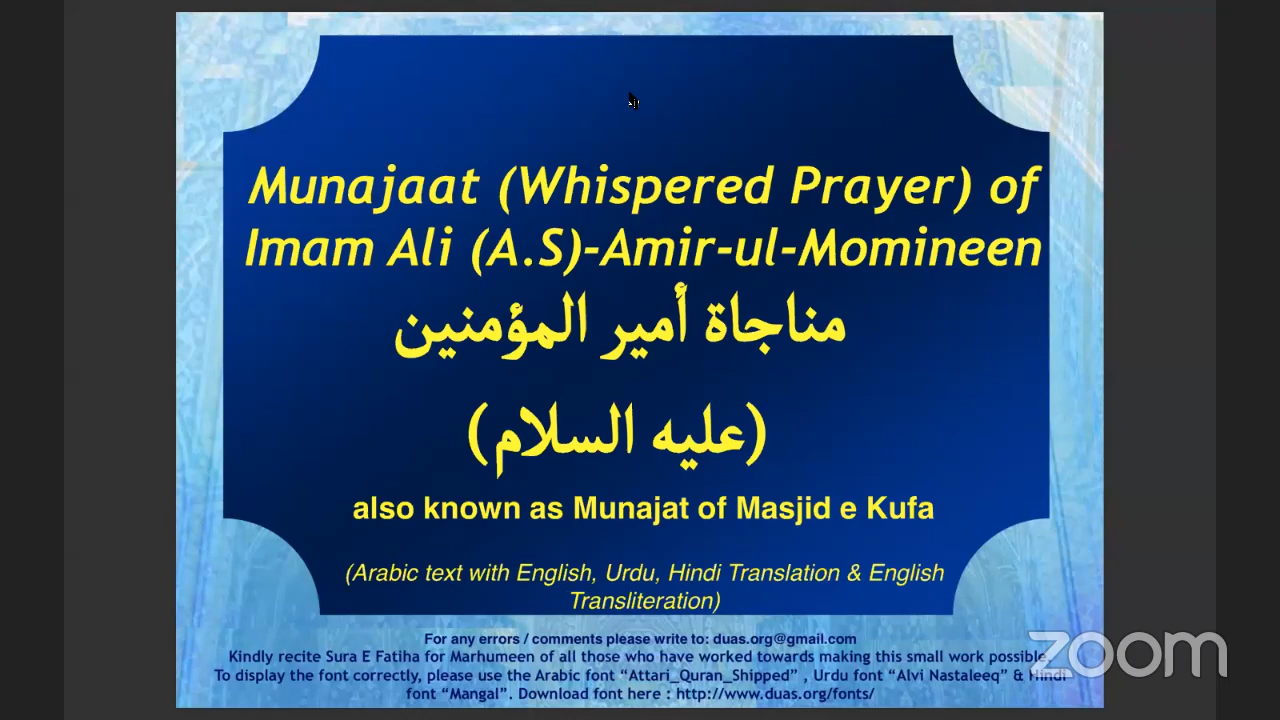 Munajaat (Whispered Prayer) of
Imam Ali (A.S)-Amir-ul-Momineen
مناجاة أمير المؤمنين
(عليه السلام)
also known as Munajat of Masjid e Kufa
(Arabic text with English, Urdu, Hindi Translation & English
Transliteration)
For any errors / comments please write to: duas.org@gmail.com
Kindly recite Sura E Fatiha for Marhumeen of all those who have worked towards making this small work possible.
To display the font correctly, please use the Arabic font “Attari_Quran_Shipped” , Urdu font “Alvi Nastaleeq” & Hindi
font “Mangal”. Download font here : http://www.duas.org/fonts/
zoom